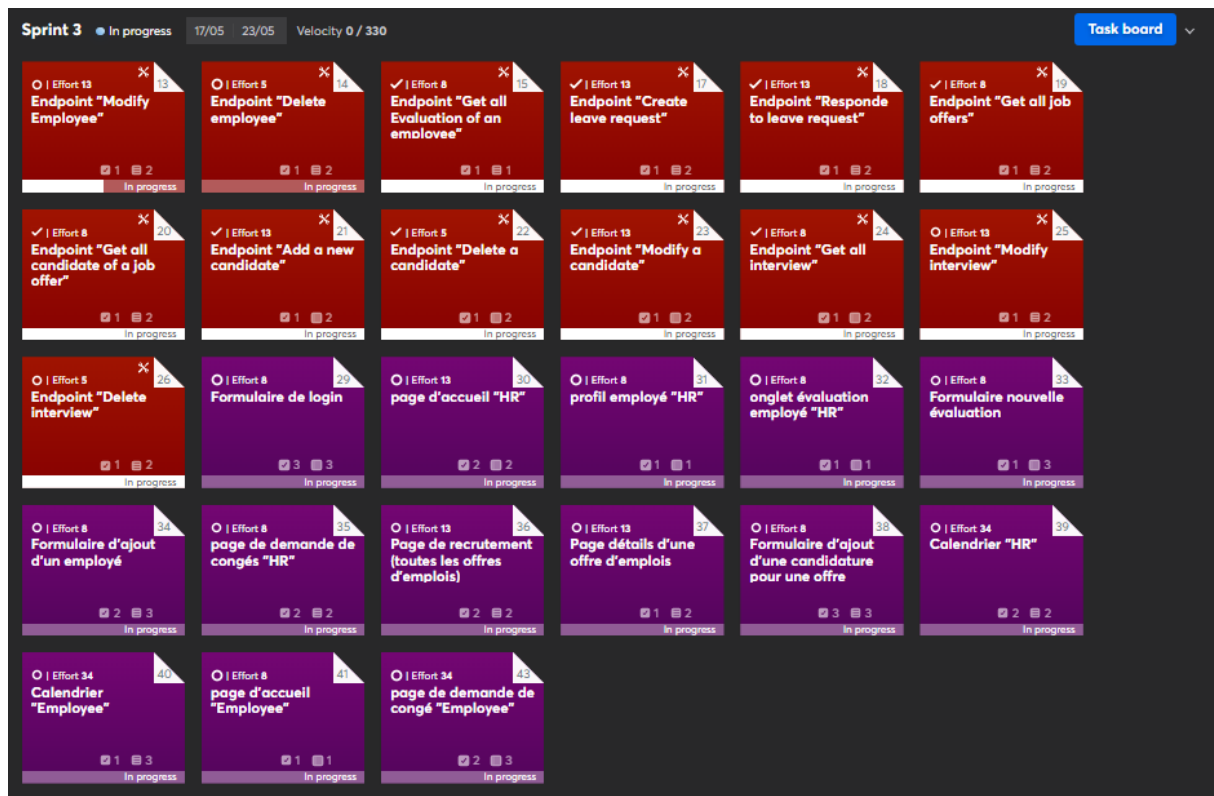 Sprint 3 In progress 17/05 23/05 Velocity 0 / 330 Task board
13
| Effort 13
Endpoint "Modify
Employee"
1 2
In progress
14
| Effort 5
Endpoint "Delete
employee"
1 2
In progress
15
| Effort 8
Endpoint "Get all
Evaluation of an
employee"
1 1
In progress
17
| Effort 13
Endpoint "Create
leave request"
1 2
In progress
18
| Effort 13
Endpoint "Responde
to leave request"
1 2
In progress
19
| Effort 8
Endpoint "Get all job
offers"
1 2
In progress
20
| Effort 8
Endpoint "Get all
candidate of a job
offer"
1 2
In progress
21
| Effort 13
Endpoint "Add a new
candidate"
1 2
In progress
22
| Effort 5
Endpoint "Delete a
candidate"
1 2
In progress
23
| Effort 13
Endpoint "Modify a
candidate"
1 2
In progress
24
| Effort 8
Endpoint "Get all
interview"
1 2
In progress
25
| Effort 13
Endpoint "Modify
interview"
1 2
In progress
26
| Effort 5
Endpoint "Delete
interview"
1 2
In progress
29
| Effort 8
Formulaire de login
3 3
In progress
30
| Effort 13
page d'accueil "HR"
2 2
In progress
31
| Effort 8
profil employé "HR"
1 1
In progress
32
| Effort 8
onglet évaluation
employé "HR"
1 1
In progress
33
| Effort 8
Formulaire nouvelle
évaluation
1 3
In progress
34
| Effort 8
Formulaire d'ajout
d'un employé
2 3
In progress
35
| Effort 8
page de demande de
congés "HR"
2 2
In progress
36
| Effort 13
Page de recrutement
(toutes les offres
d'emplois)
2 2
In progress
37
| Effort 13
Page détails d'une
offre d'emplois
1 2
In progress
38
| Effort 8
Formulaire d'ajout
d'une candidature
pour une offre
3 3
In progress
39
| Effort 34
Calendrier "HR"
2 2
In progress
40
| Effort 34
Calendrier
"Employee"
1 3
In progress
41
| Effort 8
page d'accueil
"Employee"
1 1
In progress
43
| Effort 34
page de demande de
congé "Employee"
2 3
In progress